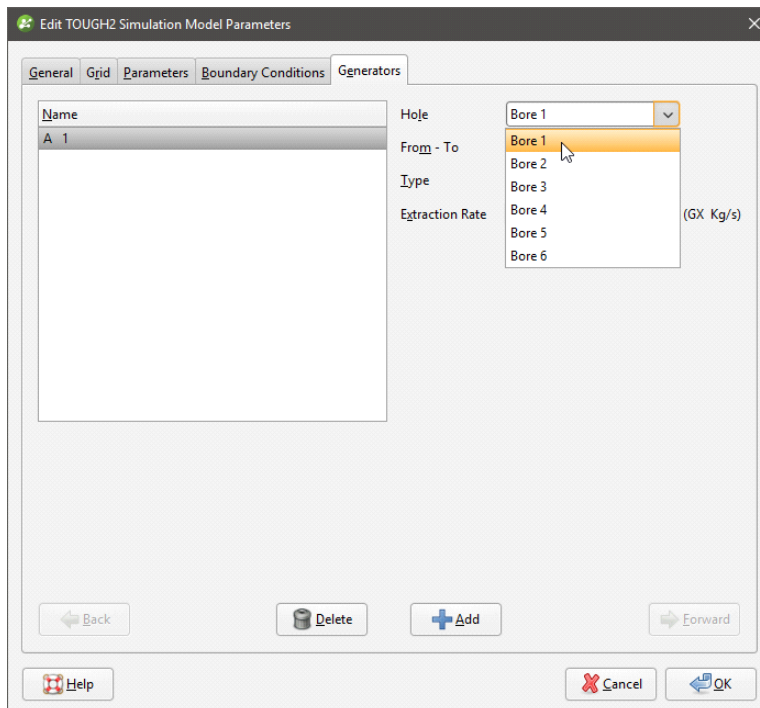 Edit TOUGH2 Simulation Model Parameters
General Grid Parameters Boundary Conditions Generators
Name
A 1
Hole Bore 1
From - To
Type
Extraction Rate (GX Kg/s)
Bore 1
Bore 2
Bore 3
Bore 4
Bore 5
Bore 6
Back Delete Add Forward
Help Cancel OK